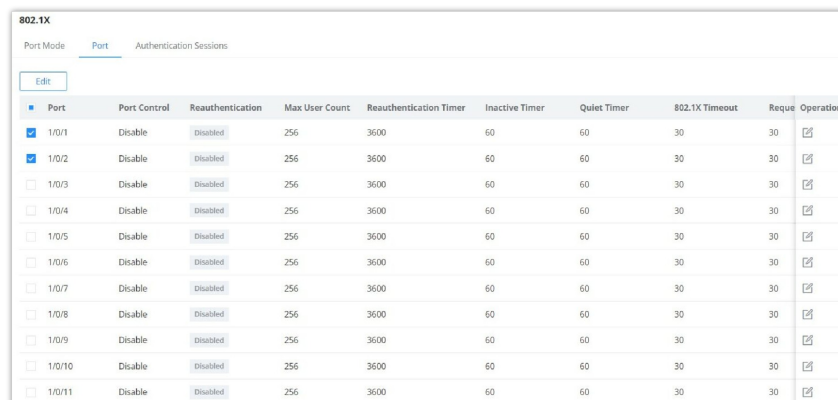 802.1X
Port Mode Port Authentication Sessions
Edit
Port Port Control Reauthentication Max User Count Reauthentication Timer Inactive Timer Quiet Timer 802.1X Timeout Reque Operation
1/0/1 Disable Disabled 256 3600 60 60 30 30
1/0/2 Disable Disabled 256 3600 60 60 30 30
1/0/3 Disable Disabled 256 3600 60 60 30 30
1/0/4 Disable Disabled 256 3600 60 60 30 30
1/0/5 Disable Disabled 256 3600 60 60 30 30
1/0/6 Disable Disabled 256 3600 60 60 30 30
1/0/7 Disable Disabled 256 3600 60 60 30 30
1/0/8 Disable Disabled 256 3600 60 60 30 30
1/0/9 Disable Disabled 256 3600 60 60 30 30
1/0/10 Disable Disabled 256 3600 60 60 30 30
1/0/11 Disable Disabled 256 3600 60 60 30 30